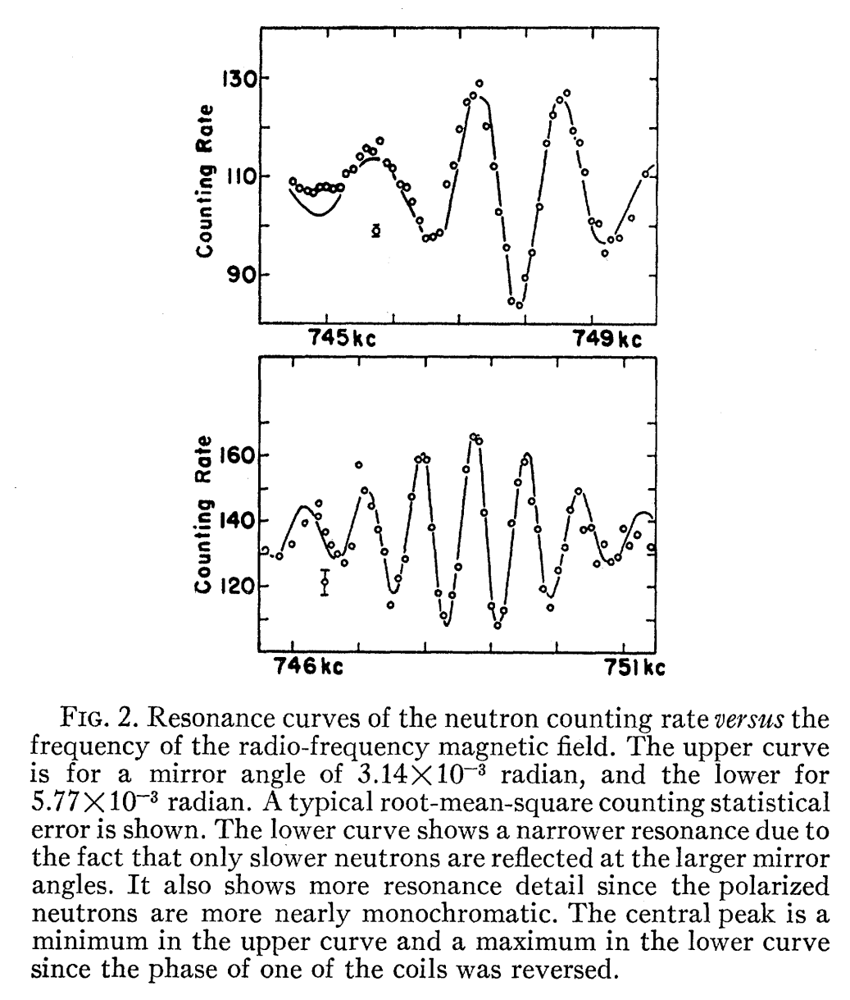 130
110
90
Counting Rate
745kc
749kc
160
140
120
Counting Rate
746kc
751kc
FIG. 2. Resonance curves of the neutron counting rate versus the
frequency of the radio-frequency magnetic field. The upper curve
is for a mirror angle of 3.14×10⁻³ radian, and the lower for
5.77×10⁻³ radian. A typical root-mean-square counting statistical
error is shown. The lower curve shows a narrower resonance due to
the fact that only slower neutrons are reflected at the larger mirror
angles. It also shows more resonance detail since the polarized
neutrons are more nearly monochromatic. The central peak is a
minimum in the upper curve and a maximum in the lower curve
since the phase of one of the coils was reversed.